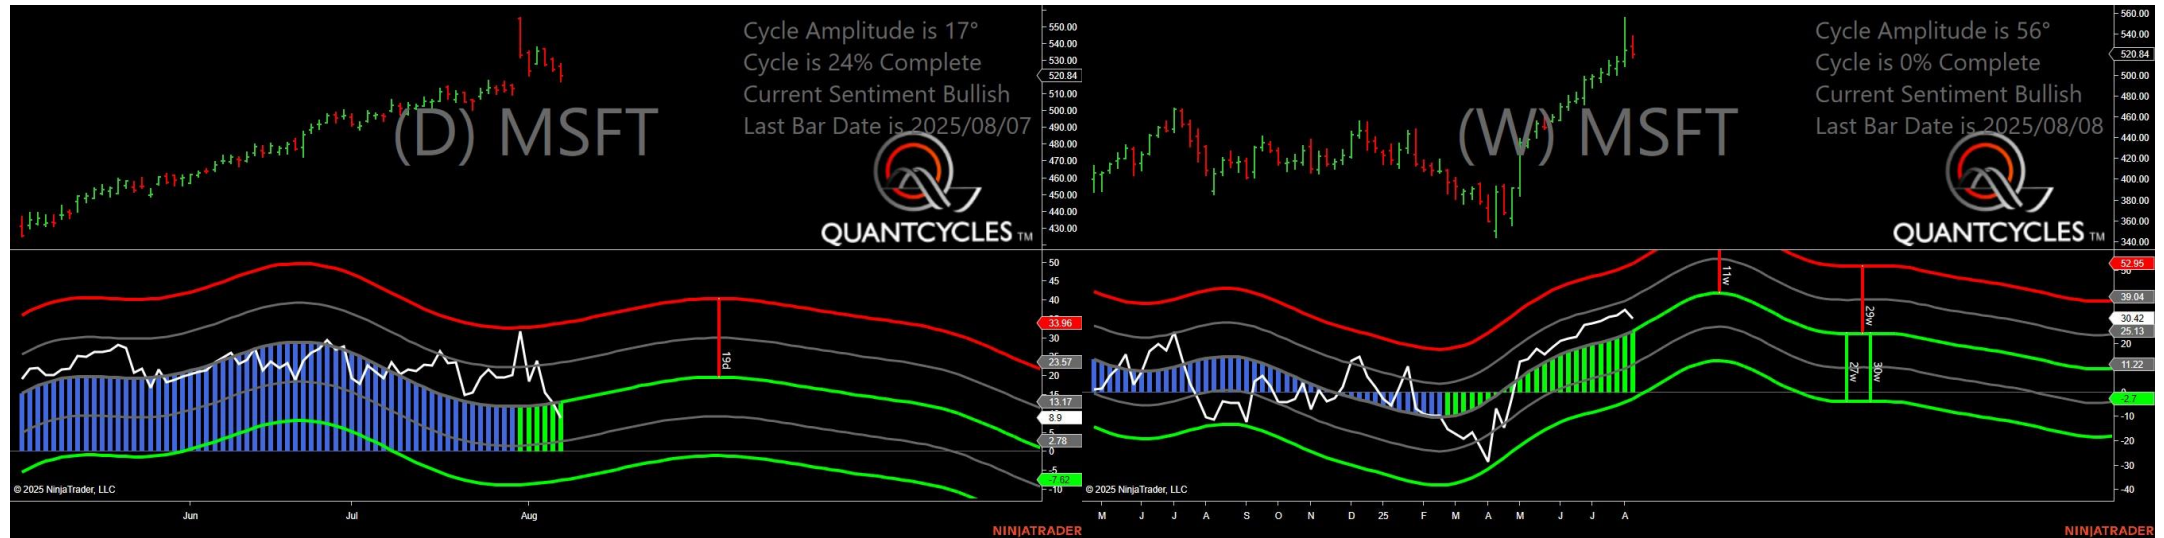 Cycle Amplitude is 17°
Cycle is 24% Complete
Current Sentiment Bullish
Last Bar Date is 2025/08/07
(D) MSFT
QUANTCYCLES TM
550.00
540.00
530.00
520.84
510.00
500.00
490.00
480.00
470.00
460.00
450.00
440.00
430.00
50
45
40
33.96
30
23.57
20
13.17
8.9
5
2.78
0
-5
-7.62
-10
19d
© 2025 NinjaTrader, LLC
Jun Jul Aug
NINJATRADER
Cycle Amplitude is 56°
Cycle is 0% Complete
Current Sentiment Bullish
Last Bar Date is 2025/08/08
(W) MSFT
QUANTCYCLES TM
560.00
540.00
520.84
500.00
480.00
460.00
440.00
420.00
400.00
380.00
360.00
340.00
52.95
39.04
30.42
25.13
20
11.22
0
-2.7
-10
-20
-30
-40
11w
29w
27w
30w
© 2025 NinjaTrader, LLC
M J J A S O N D 25 F M A M J J A
NINJATRADER